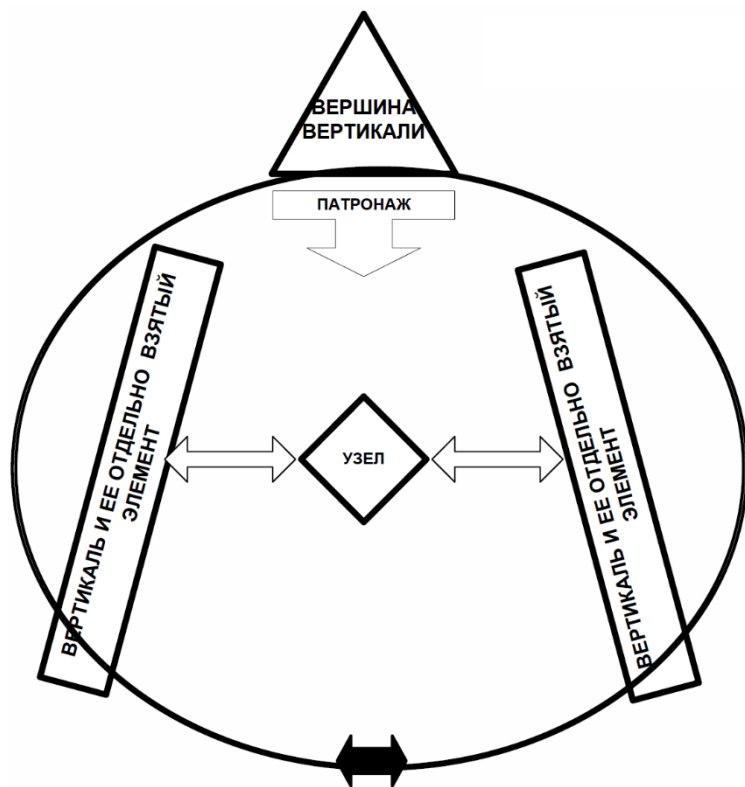 ВЕРШИНА
ВЕРТИКАЛИ
ПАТРОНАЖ
ВЕРТИКАЛЬ И ЕЕ ОТДЕЛЬНО ВЗЯТЫЙ
ЭЛЕМЕНТ
УЗЕЛ
ВЕРТИКАЛЬ И ЕЕ ОТДЕЛЬНО ВЗЯТЫЙ
ЭЛЕМЕНТ